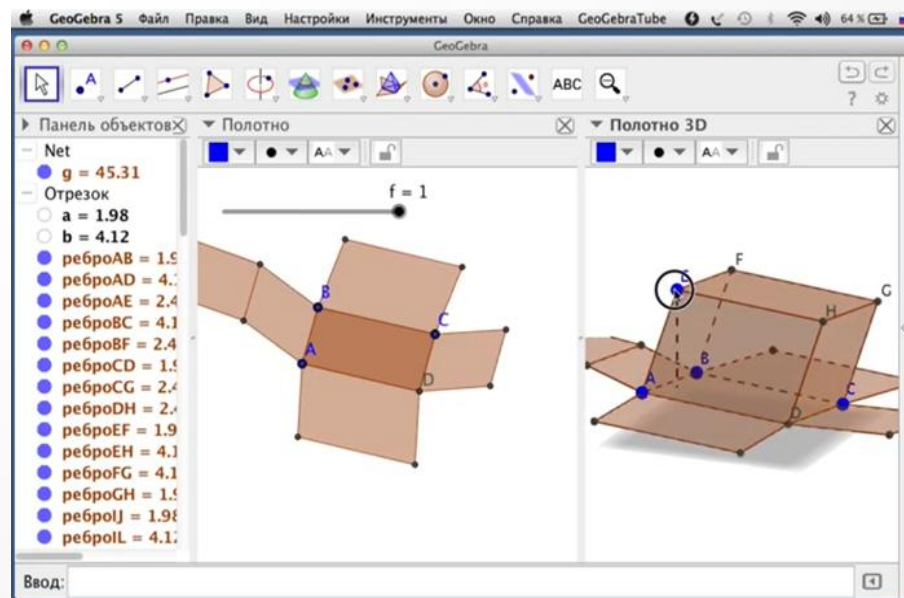 GeoGebra 5 Файл Правка Вид Настройки Инструменты Окно Справка GeoGebraTube 64 %
GeoGebra
ABC
?
Панель объектов
Полотно
Полотно 3D
AA
AA
Net
g = 45.31
Отрезок
a = 1.98
b = 4.12
реброAB = 1.9
реброAD = 4.
реброAE = 2.4
реброBC = 4.1
реброBF = 2.4
реброCD = 1.9
реброCG = 2.4
реброDH = 2.4
реброEF = 1.9
реброEH = 4.1
реброFG = 4.1
реброGH = 1.9
реброIJ = 1.98
реброIL = 4.12
f = 1
B
C
A
D
E
F
G
H
B
A
C
D
Ввод: